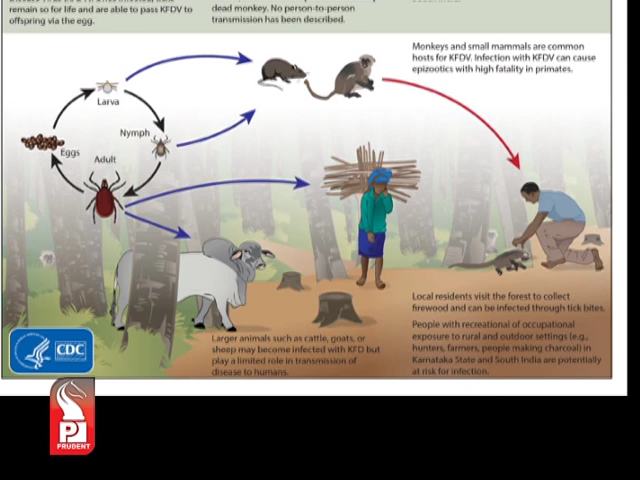 remain so for life and are able to pass KFDV to
offspring via the egg.
dead monkey. No person-to-person
transmission has been described.
Monkeys and small mammals are common
hosts for KFDV. Infection with KFDV can cause
epizootics with high fatality in primates.
Larva
Nymph
Eggs
Adult
Local residents visit the forest to collect
firewood and can be infected through tick bites.
People with recreational of occupational
exposure to rural and outdoor settings (e.g.,
hunters, farmers, people making charcoal) in
Karnataka State and South India are potentially
at risk for infection.
Larger animals such as cattle, goats, or
sheep may become infected with KFD but
play a limited role in transmission of
disease to humans.
CDC
PRUDENT